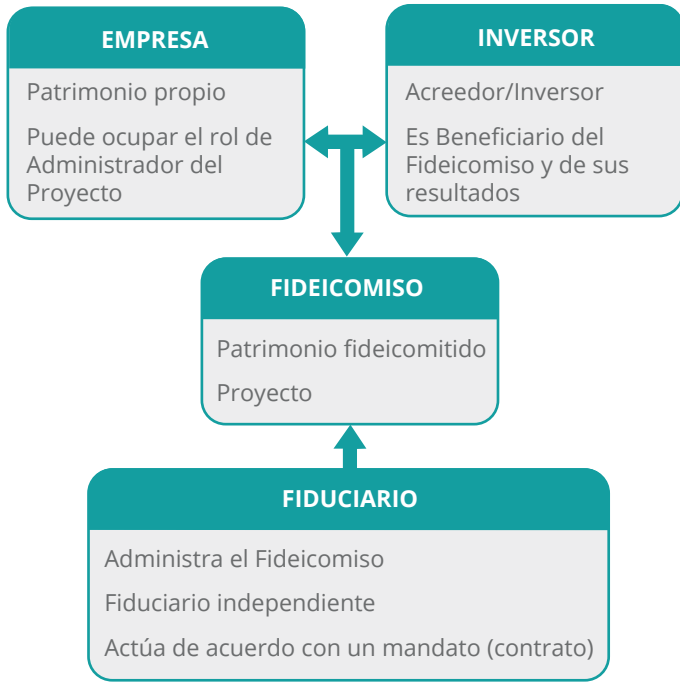 EMPRESA
Patrimonio propio
Puede ocupar el rol de
Administrador del
Proyecto
INVERSOR
Acreedor/Inversor
Es Beneficiario del
Fideicomiso y de sus
resultados
FIDEICOMISO
Patrimonio fideicomitido
Proyecto
FIDUCIARIO
Administra el Fideicomiso
Fiduciario independiente
Actúa de acuerdo con un mandato (contrato)